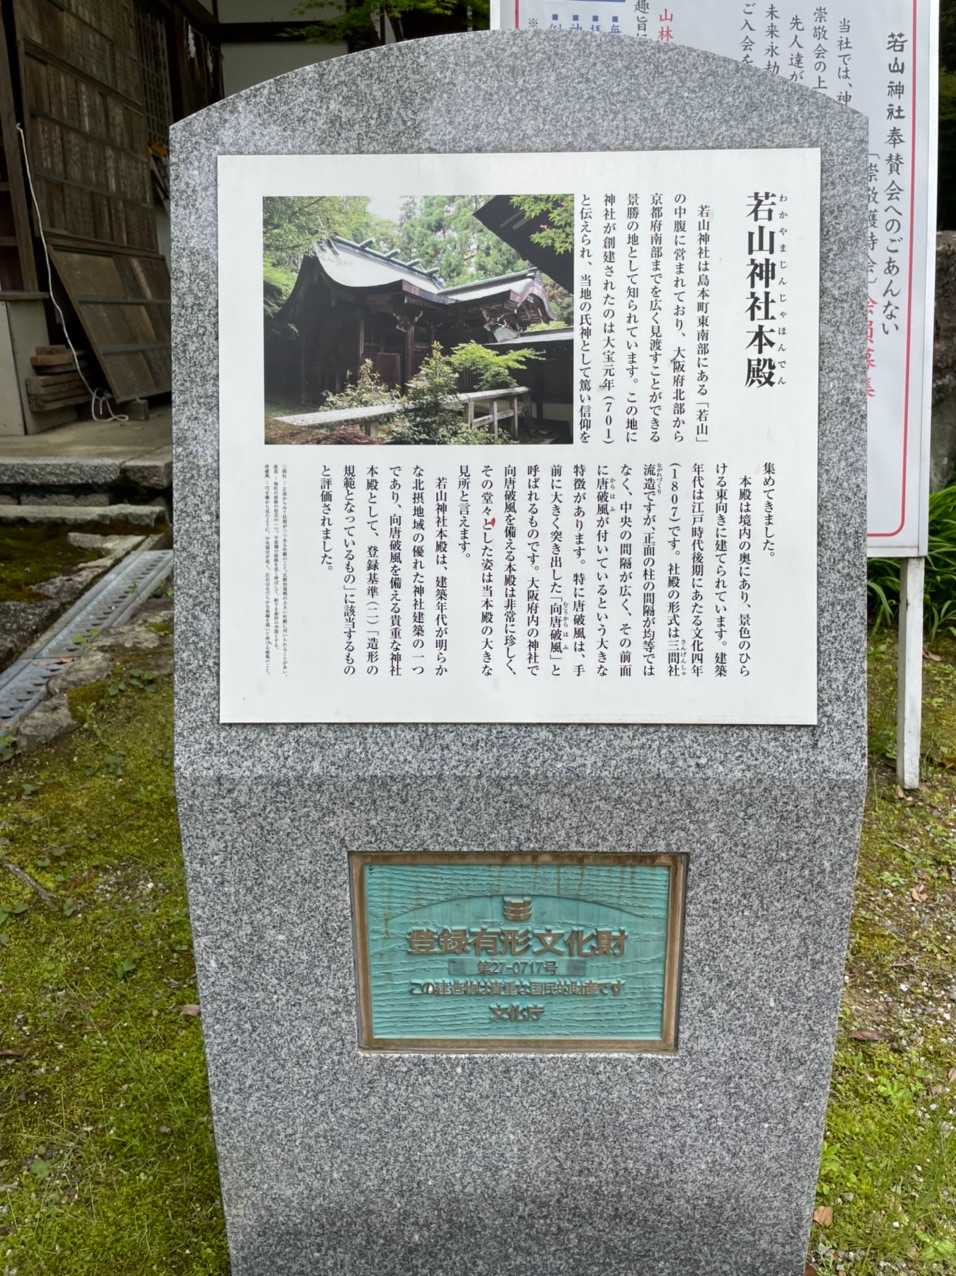 わかやまじんじゃほんでん
若山神社本殿
若山神社は島本町東南部にある「若山」
の中腹に営まれており、大阪府北部から
京都府南部までを広く見渡すことができる
景勝の地として知られています。この地に
神社が創建されたのは大宝元年(701)
と伝えられ、当地の氏神として篤い信仰を
集めてきました。
本殿は境内の奥にあり、景色のひら
ける東向きに建てられています。建築
年代は江戸時代後期にあたる文化四年
(1807)です。社殿の形式は三間社
流造ですが、正面の柱の間隔が均等では
なく、中央の間隔が広く、その前面
に唐破風が付いているという大きな
特徴があります。特に唐破風は、手
前に大きく突き出した「向唐破風」と
呼ばれるものです。大阪府内の神社で
向唐破風を備える本殿は非常に珍しく、
その堂々とした姿は当本殿の大きな
見所と言えます。
若山神社本殿は、建築年代が明らか
な北摂地域の優れた神社建築の一つ
であり、向唐破風を備える貴重な神社
本殿として、登録基準(二)「造形の
規範となっているもの」に該当するもの
と評価されました。
登録有形文化財
第27-0717号
この建造物は貴重な国民的財産です
文化庁
若山神社奉賛会へのごあんない
当社では、神
崇敬会の上
先人達が
未来永劫
ご入会を
山林
趣旨